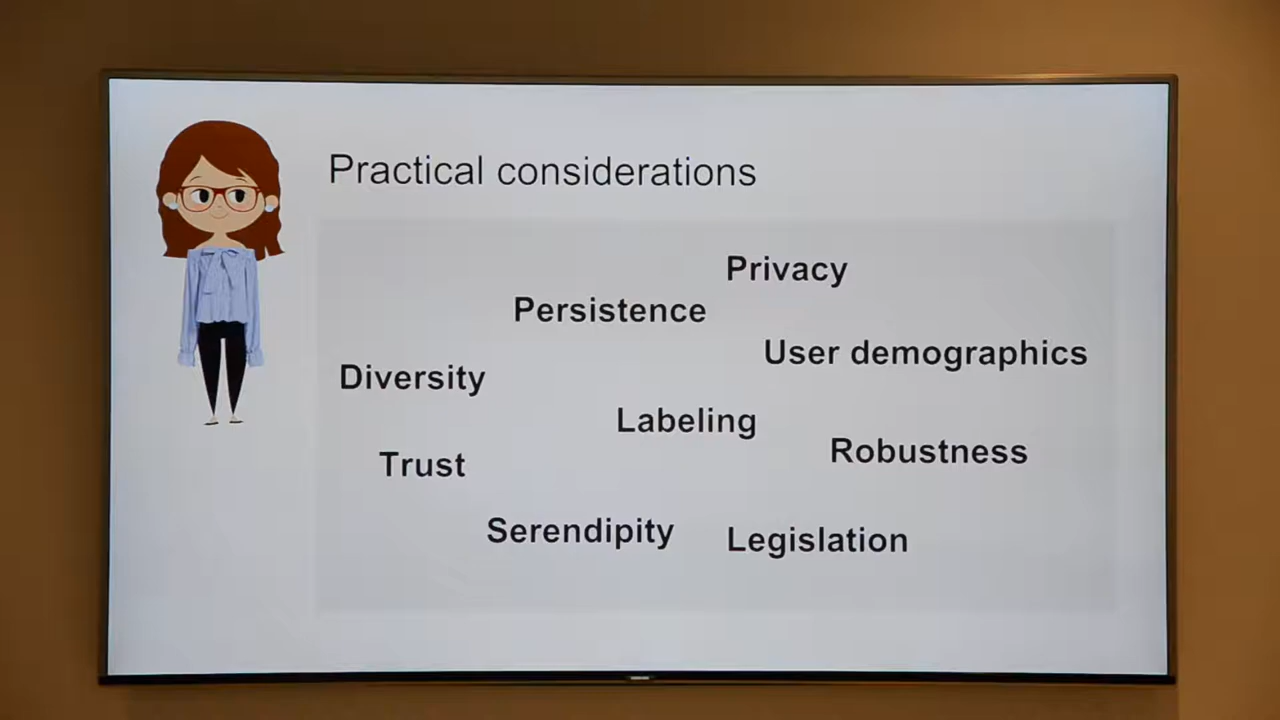 Practical considerations
Privacy
Persistence
User demographics
Diversity
Labeling
Robustness
Trust
Serendipity
Legislation